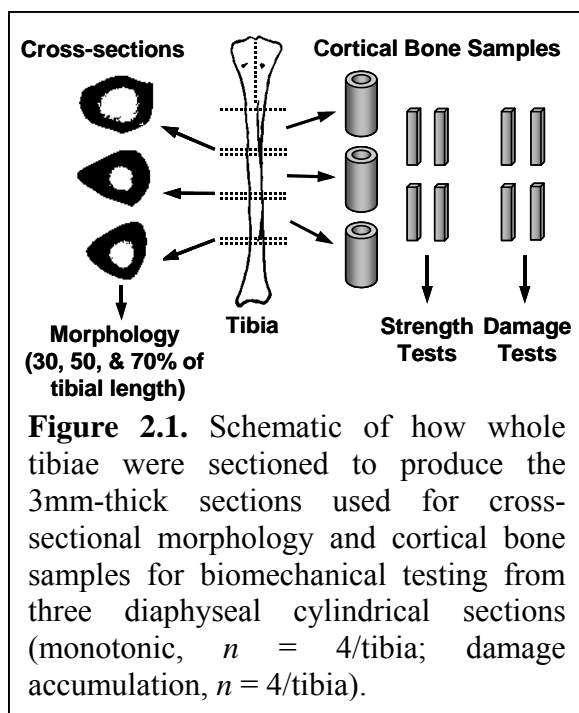 Cross-sections
Cortical Bone Samples
Morphology
(30, 50, & 70% of
tibial length)
Tibia
Strength
Tests
Damage
Tests
Figure 2.1. Schematic of how whole
tibiae were sectioned to produce the
3mm-thick sections used for cross-
sectional morphology and cortical bone
samples for biomechanical testing from
three diaphyseal cylindrical sections
(monotonic, n = 4/tibia; damage
accumulation, n = 4/tibia).